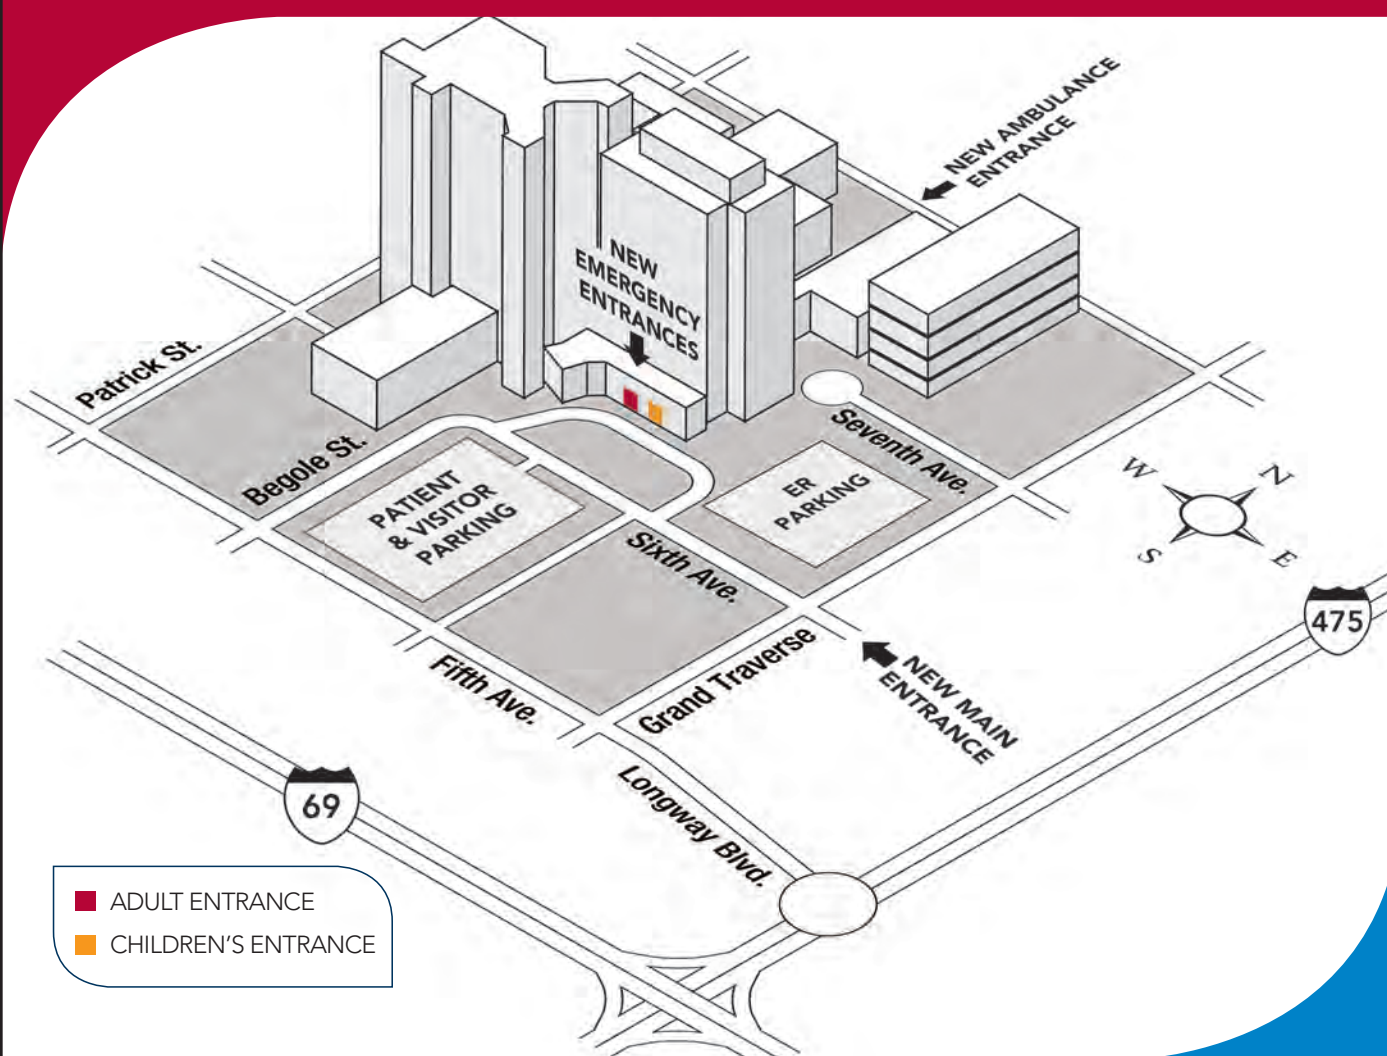 NEW AMBULANCE
ENTRANCE
NEW
EMERGENCY
ENTRANCES
Patrick St.
Begole St.
Seventh Ave.
PATIENT
& VISITOR
PARKING
ER
PARKING
W
N
S
E
Sixth Ave.
475
Fifth Ave.
Grand Traverse
NEW MAIN
ENTRANCE
Longway Blvd.
69
ADULT ENTRANCE
CHILDREN'S ENTRANCE